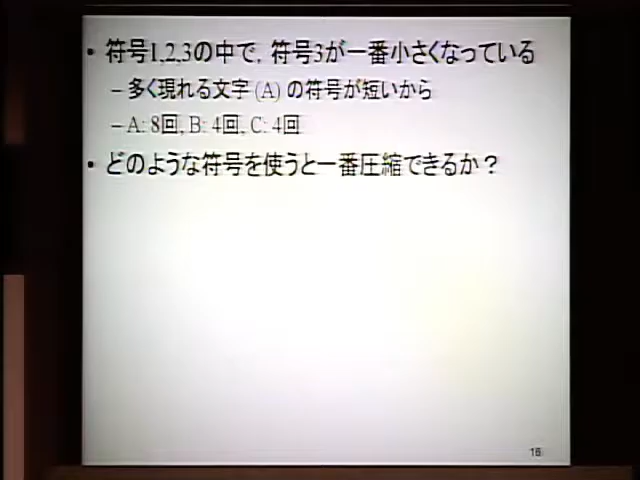 • 符号1,2,3の中で, 符号3が一番小さくなっている
– 多く現れる文字 (A) の符号が短いから
– A: 8回, B: 4回, C: 4回
• どのような符号を使うと一番圧縮できるか？
16